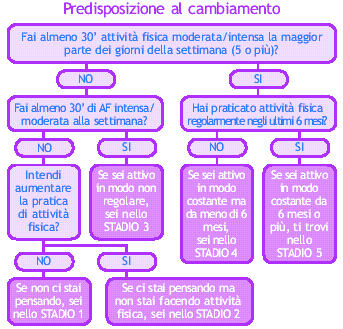 Predisposizione al cambiamento
Fai almeno 30' attività fisica moderata/intensa la maggior
parte dei giorni della settimana (5 o più)?
NO
SI
Fai almeno 30' di AF intensa/
moderata alla settimana?
Hai praticato attività fisica
regolarmente negli ultimi 6 mesi?
NO
SI
NO
SI
Intendi
aumentare
la pratica
di attività
fisica?
Se sei attivo
in modo non
regolare,
sei nello
STADIO 3
Se sei attivo
in modo
costante ma
da meno di 6
mesi,
sei nello
STADIO 4
Se sei attivo
in modo
costante da
6 mesi o
più, ti trovi
nello
STADIO 5
NO
SI
Se non ci stai
pensando, sei
nello STADIO 1
Se ci stai pensando ma
non stai facendo attività
fisica, sei nello STADIO 2